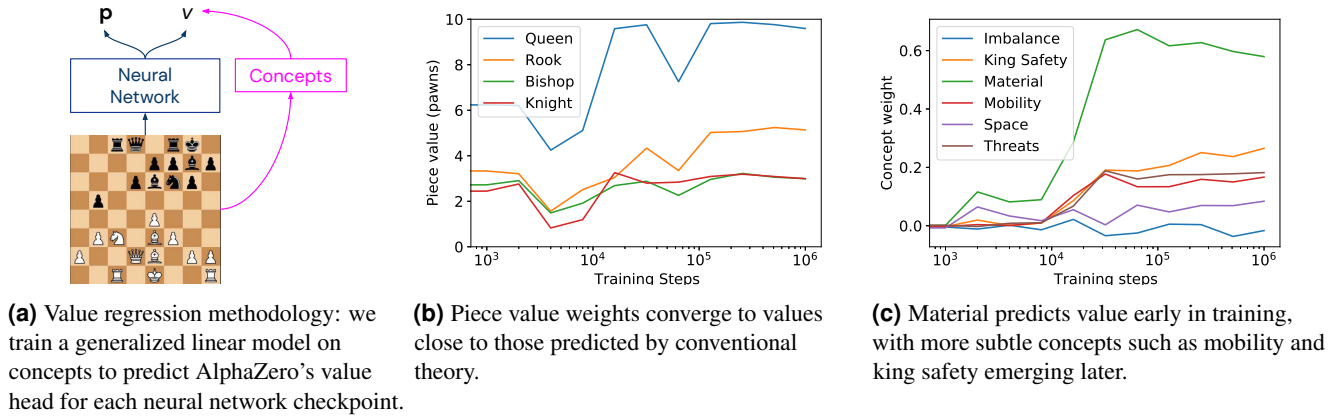 p
v
Neural
Network
Concepts
(a) Value regression methodology: we
train a generalized linear model on
concepts to predict AlphaZero's value
head for each neural network checkpoint.
Piece value (pawns)
10
8
6
4
2
0
Queen
Rook
Bishop
Knight
10³
10⁴
10⁵
10⁶
Training Steps
(b) Piece value weights converge to values
close to those predicted by conventional
theory.
Concept weight
0.6
0.4
0.2
0.0
Imbalance
King Safety
Material
Mobility
Space
Threats
10³
10⁴
10⁵
10⁶
Training steps
(c) Material predicts value early in training,
with more subtle concepts such as mobility and
king safety emerging later.